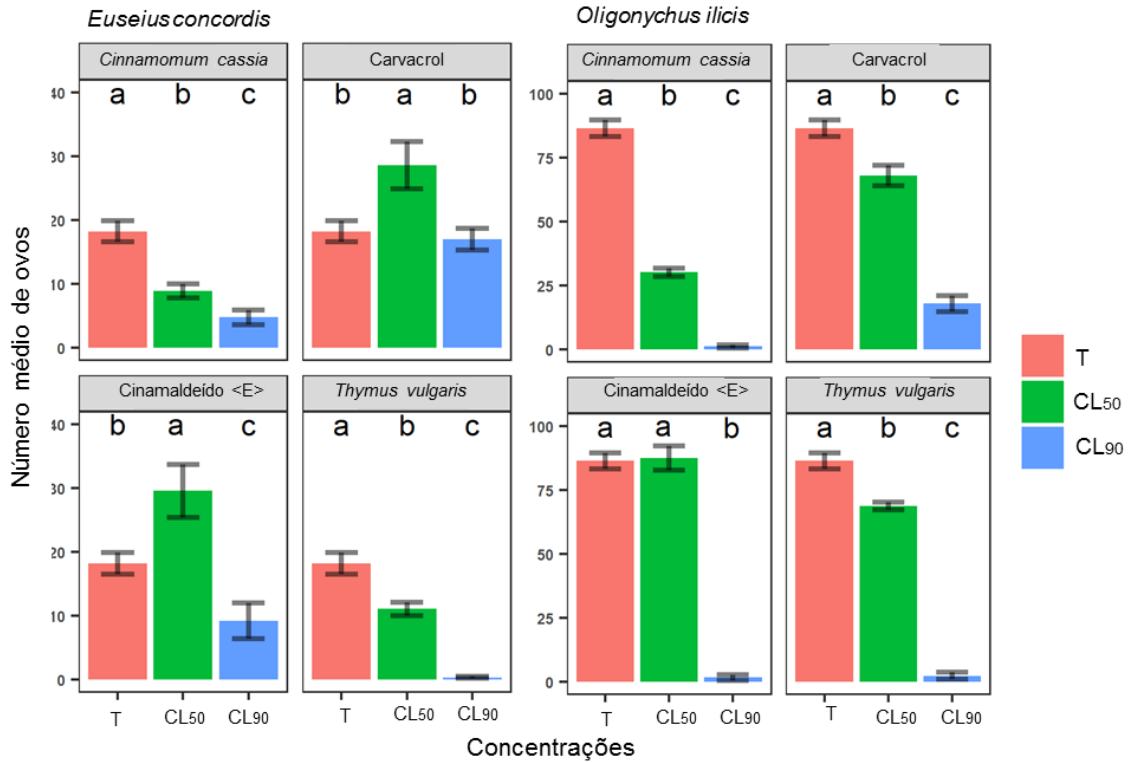 Euseius concordis
Oligonychus ilicis
Cinnamomum cassia
Carvacrol
Cinnamomum cassia
Carvacrol
40
30
20
10
0
a b c
b a b
100
75
50
25
0
a b c
a b c
Número médio de ovos
Cinamaldeído <E>
Thymus vulgaris
Cinamaldeído <E>
Thymus vulgaris
40
30
20
10
0
b a c
a b c
100
75
50
25
0
a a b
a b c
T
CL50
CL90
T CL50 CL90
T CL50 CL90
T CL50 CL90
T CL50 CL90
Concentrações